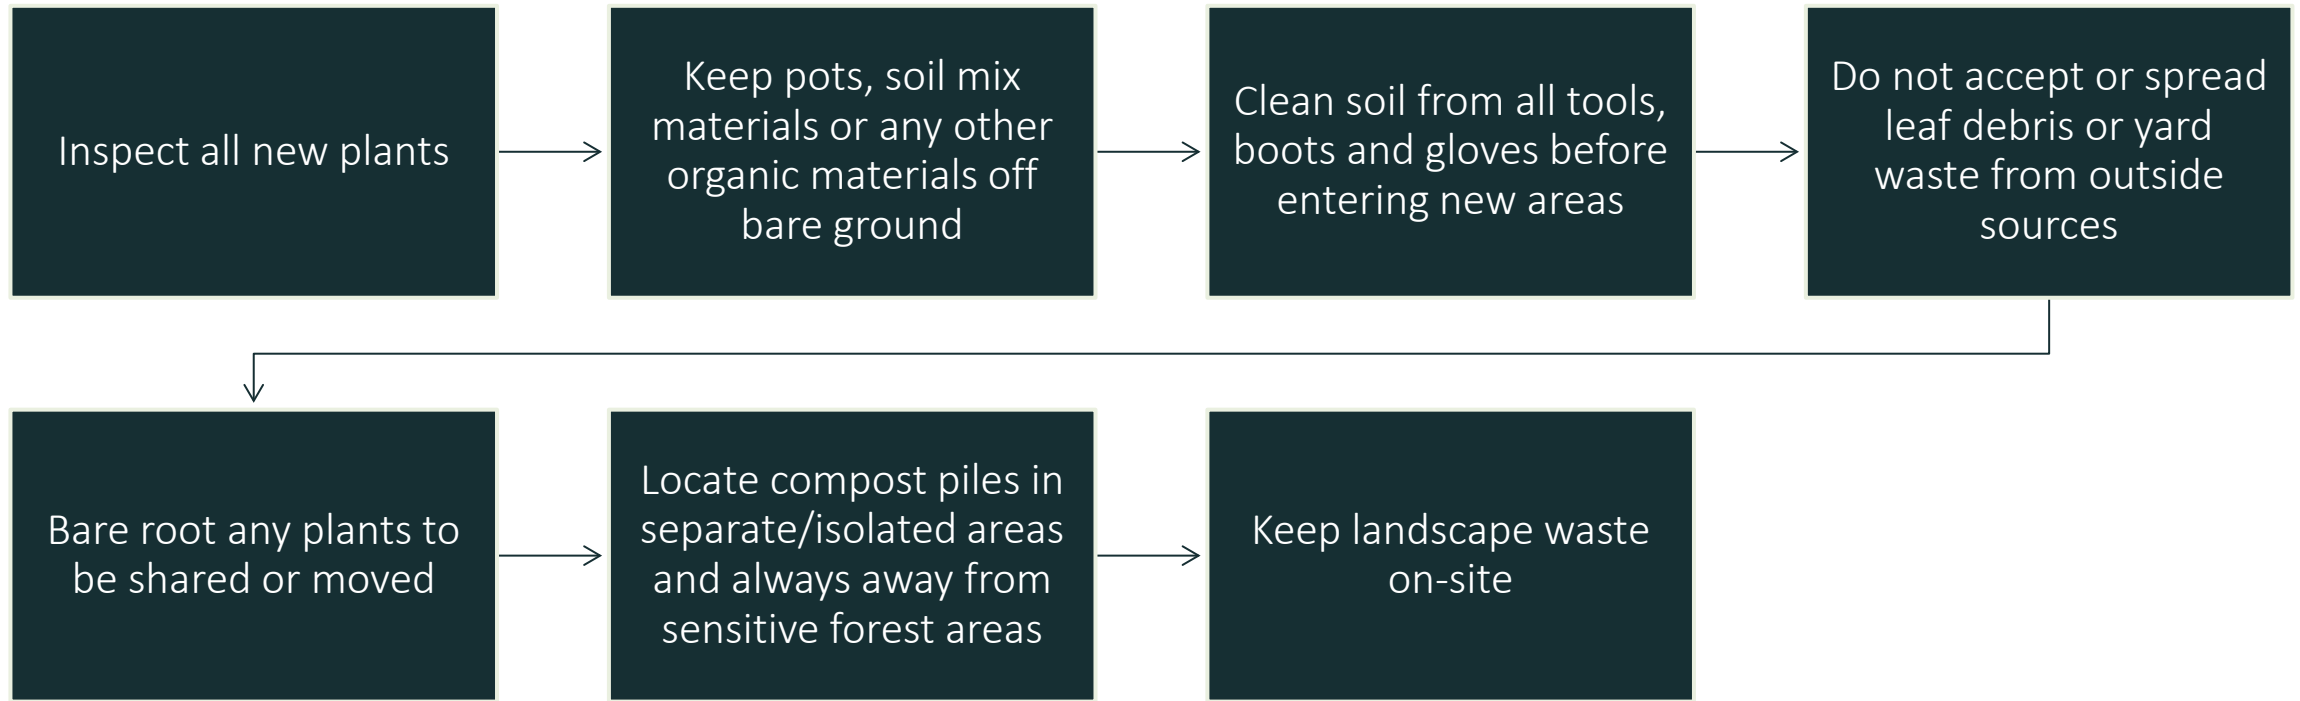 Inspect all new plants
Keep pots, soil mix
materials or any other
organic materials off
bare ground
Clean soil from all tools,
boots and gloves before
entering new areas
Do not accept or spread
leaf debris or yard
waste from outside
sources
Bare root any plants to
be shared or moved
Locate compost piles in
separate/isolated areas
and always away from
sensitive forest areas
Keep landscape waste
on-site